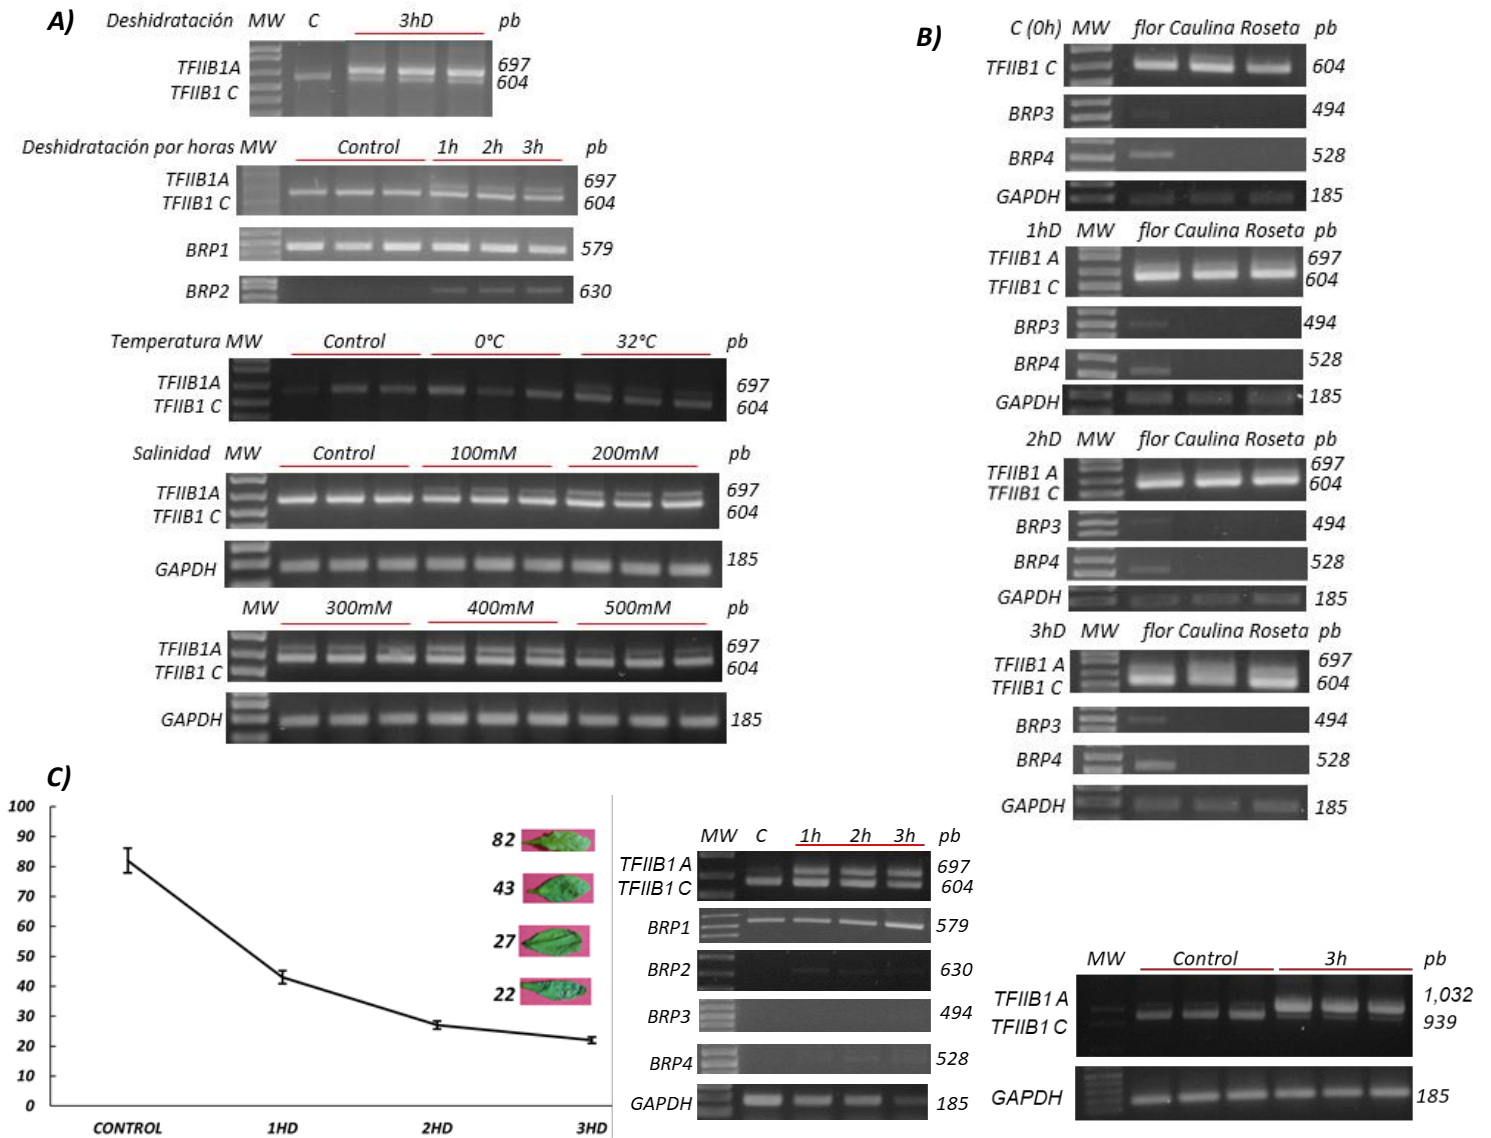 A)
Deshidratación MW C 3hD pb
TFIIB1A 697
TFIIB1 C 604
Deshidratación por horas MW Control 1h 2h 3h pb
TFIIB1A 697
TFIIB1 C 604
BRP1 579
BRP2 630
Temperatura MW Control 0°C 32°C pb
TFIIB1A 697
TFIIB1 C 604
Salinidad MW Control 100mM 200mM pb
TFIIB1A 697
TFIIB1 C 604
GAPDH 185
MW 300mM 400mM 500mM pb
TFIIB1A 697
TFIIB1 C 604
GAPDH 185
B)
C (0h) MW flor Caulina Roseta pb
TFIIB1 C 604
BRP3 494
BRP4 528
GAPDH 185
1hD MW flor Caulina Roseta pb
TFIIB1 A 697
TFIIB1 C 604
BRP3 494
BRP4 528
GAPDH 185
2hD MW flor Caulina Roseta pb
TFIIB1 A 697
TFIIB1 C 604
BRP3 494
BRP4 528
GAPDH 185
3hD MW flor Caulina Roseta pb
TFIIB1 A 697
TFIIB1 C 604
BRP3 494
BRP4 528
GAPDH 185
C)
100
90
80
70
60
50
40
30
20
10
0
CONTROL 1HD 2HD 3HD
82
43
27
22
MW C 1h 2h 3h pb
TFIIB1 A 697
TFIIB1 C 604
BRP1 579
BRP2 630
BRP3 494
BRP4 528
GAPDH 185
MW Control 3h pb
TFIIB1 A 1,032
TFIIB1 C 939
GAPDH 185